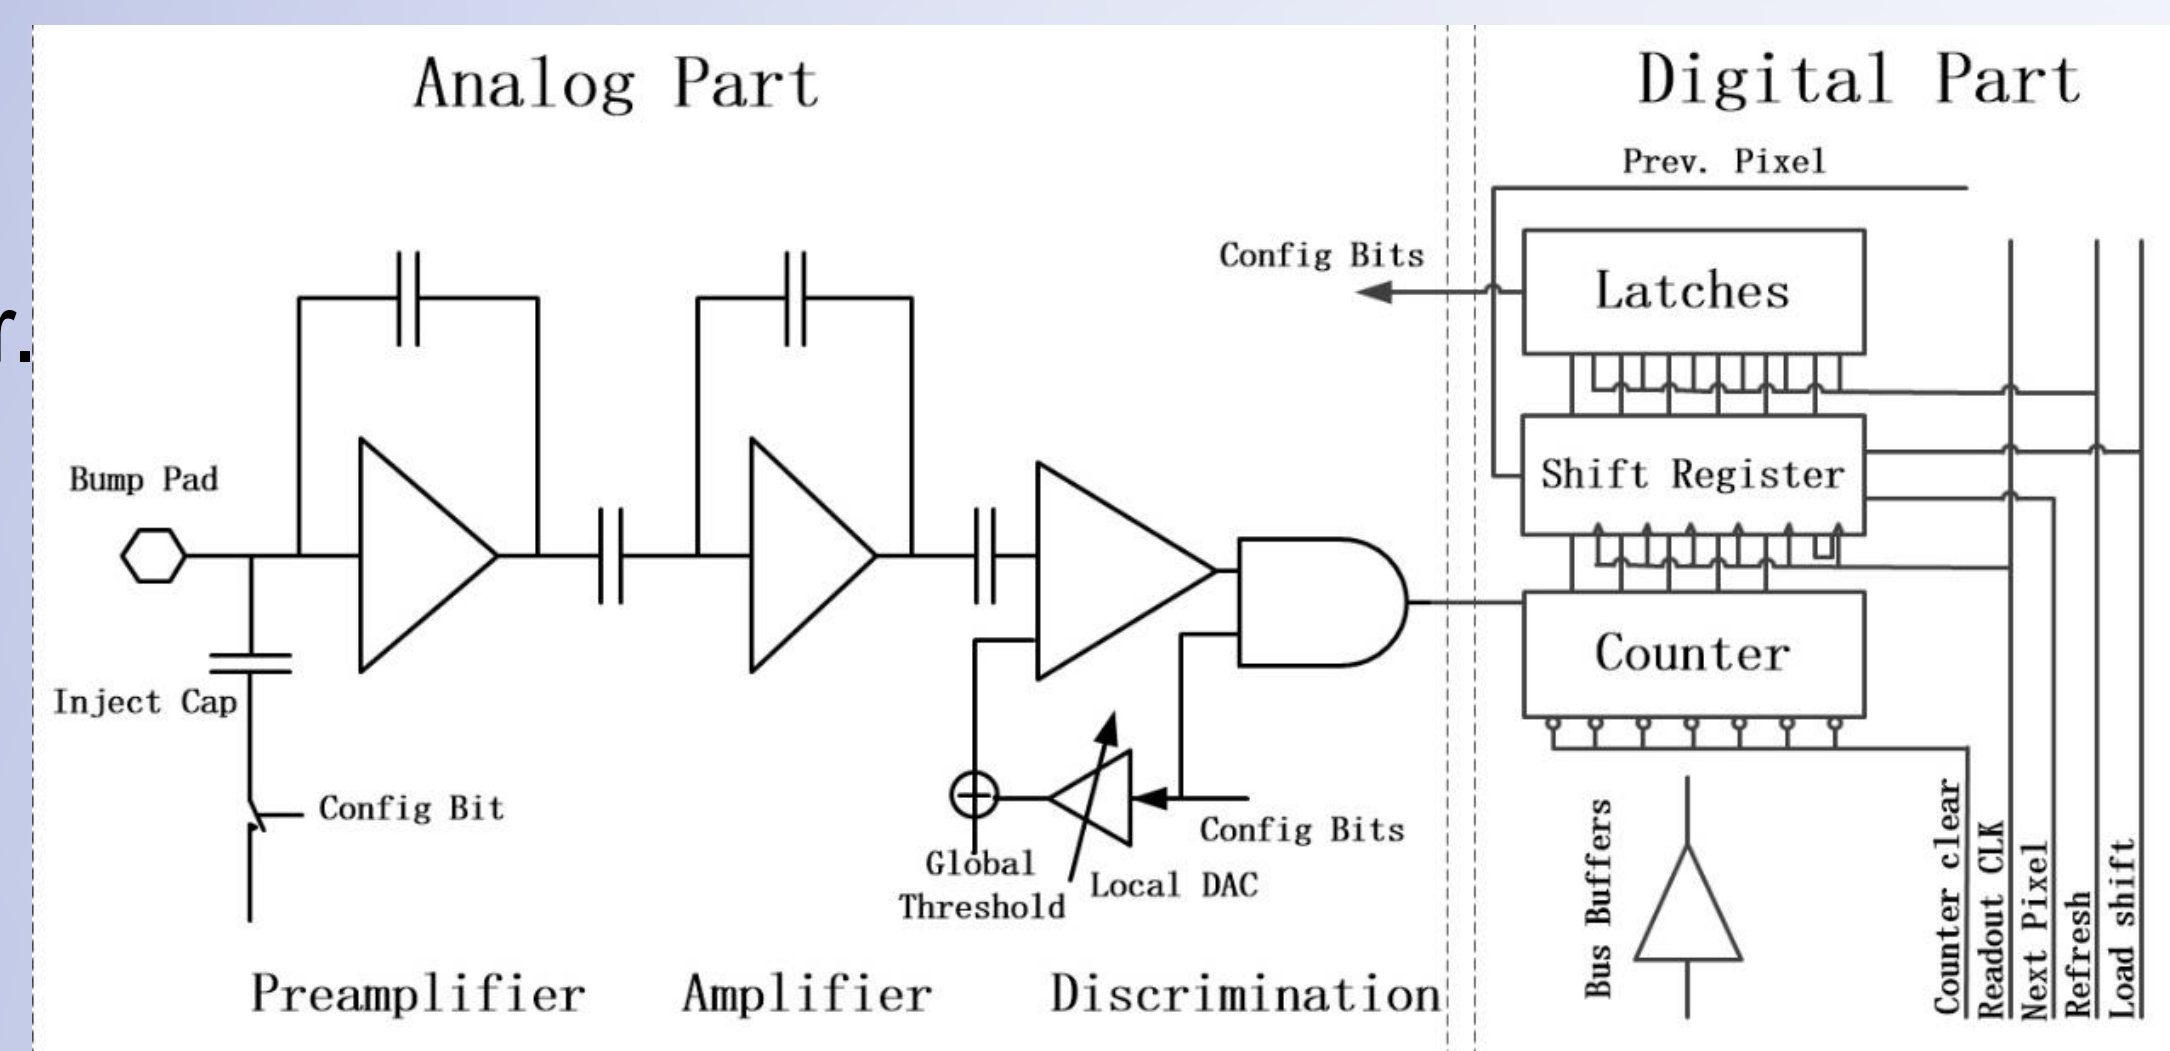 Analog Part
Digital Part
Prev. Pixel
Config Bits
Latches
r.
Bump Pad
Shift Register
Counter
Inject Cap
Config Bit
Config Bits
Global
Threshold
Local DAC
Bus Buffers
Counter clear
Readout CLK
Next Pixel
Refresh
Load shift
Preamplifier
Amplifier
Discrimination